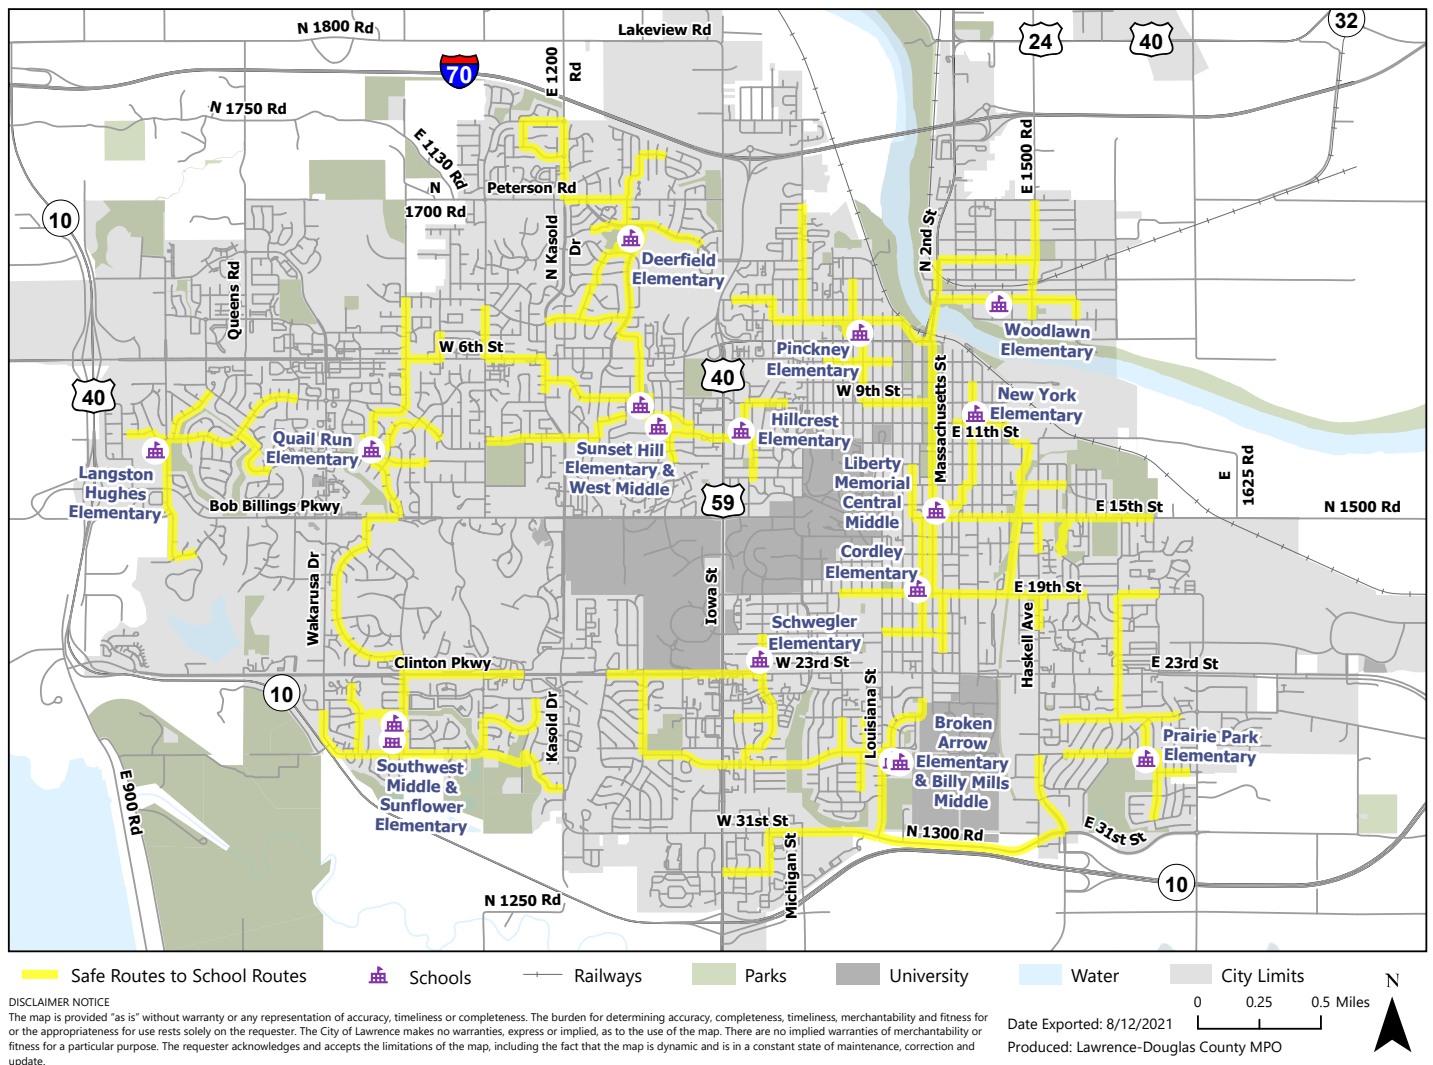 N 1800 Rd
Lakeview Rd
32
24
40
70
E 1200
Rd
N 1750 Rd
E 1130 Rd
E 1500 Rd
N
1700 Rd
Peterson Rd
10
N Kasold
Dr
N 2nd St
Deerfield
Elementary
Queens Rd
Woodlawn
Elementary
W 6th St
Pinckney
Elementary
40
40
W 9th St
Massachusetts St
New York
Elementary
E 11th St
Hillcrest
Elementary
Quail Run
Elementary
Sunset Hill
Elementary &
West Middle
Langston
Hughes
Elementary
Liberty
Memorial
Central
Middle
E
1625 Rd
Bob Billings Pkwy
59
E 15th St
N 1500 Rd
Cordley
Elementary
Wakarusa Dr
Iowa St
E 19th St
Haskell Ave
Schwegler
Elementary
Clinton Pkwy
W 23rd St
E 23rd St
10
Kasold Dr
Louisiana St
Broken
Arrow
Elementary
& Billy Mills
Middle
Prairie Park
Elementary
Southwest
Middle &
Sunflower
Elementary
E 900 Rd
W 31st St
N 1300 Rd
E 31st St
Michigan St
10
N 1250 Rd
Safe Routes to School Routes
Schools
Railways
Parks
University
Water
City Limits
N
0 0.25 0.5 Miles
DISCLAIMER NOTICE
The map is provided "as is" without warranty or any representation of accuracy, timeliness or completeness. The burden for determining accuracy, completeness, timeliness, merchantability and fitness for
or the appropriateness for use rests solely on the requester. The City of Lawrence makes no warranties, express or implied, as to the use of the map. There are no implied warranties of merchantability or
fitness for a particular purpose. The requester acknowledges and accepts the limitations of the map, including the fact that the map is dynamic and is in a constant state of maintenance, correction and
update.
Date Exported: 8/12/2021
Produced: Lawrence-Douglas County MPO